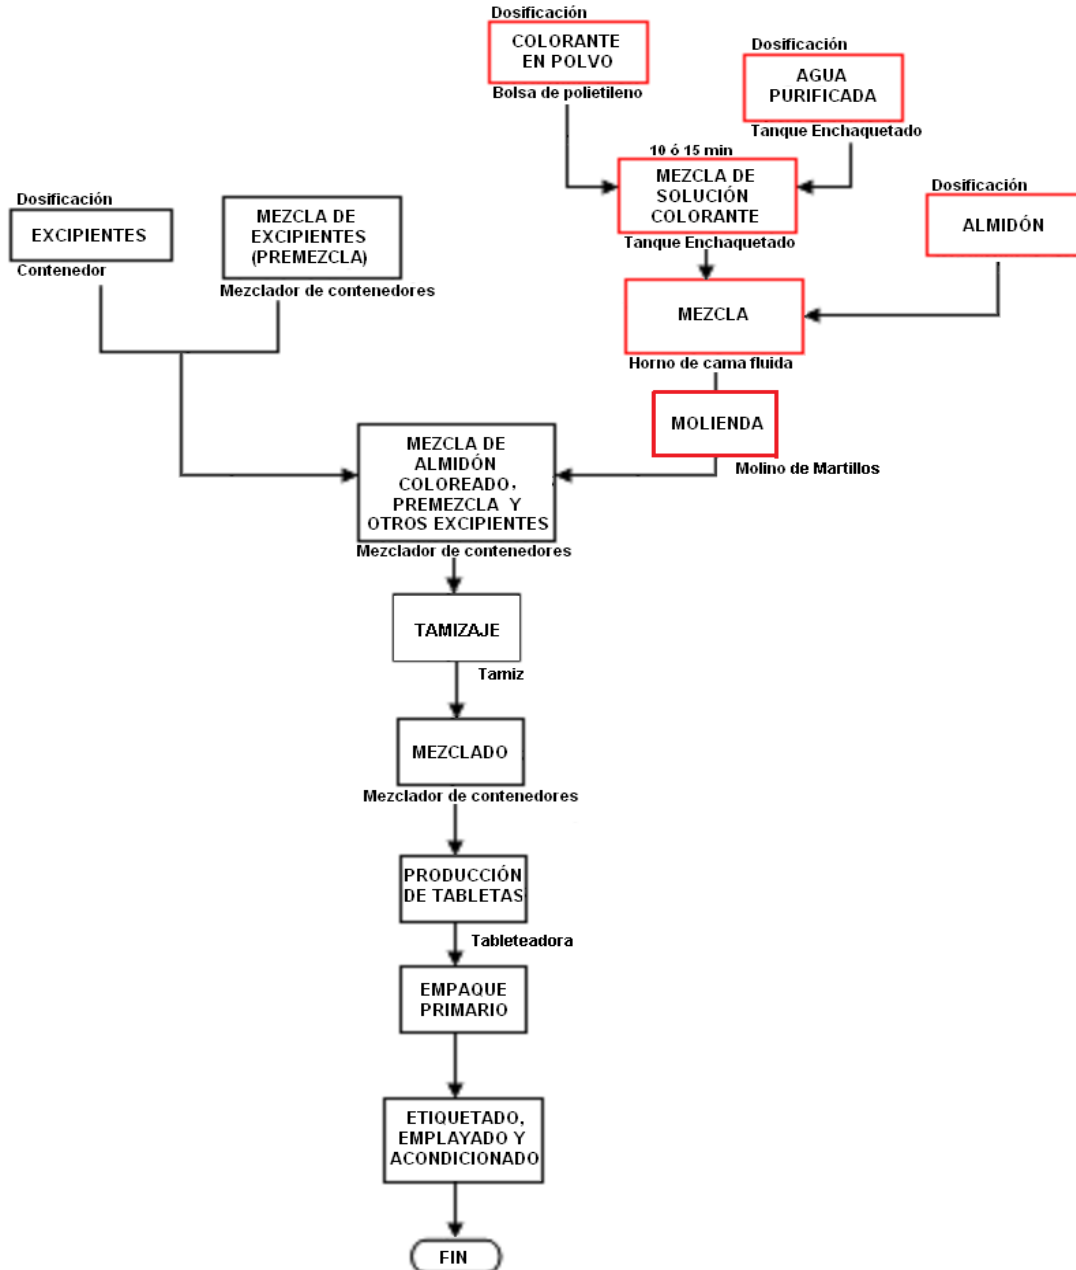 Dosificación
COLORANTE
EN POLVO
Bolsa de polietileno
Dosificación
AGUA
PURIFICADA
Tanque Enchaquetado
10 ó 15 min
MEZCLA DE
SOLUCIÓN
COLORANTE
Tanque Enchaquetado
Dosificación
ALMIDÓN
Dosificación
EXCIPIENTES
Contenedor
MEZCLA DE
EXCIPIENTES
(PREMEZCLA)
Mezclador de contenedores
MEZCLA
Horno de cama fluida
MOLIENDA
Molino de Martillos
MEZCLA DE
ALMIDÓN
COLOREADO,
PREMEZCLA Y
OTROS EXCIPIENTES
Mezclador de contenedores
TAMIZAJE
Tamiz
MEZCLADO
Mezclador de contenedores
PRODUCCIÓN
DE TABLETAS
Tableteadora
EMPAQUE
PRIMARIO
ETIQUETADO,
EMPLAYADO Y
ACONDICIONADO
FIN